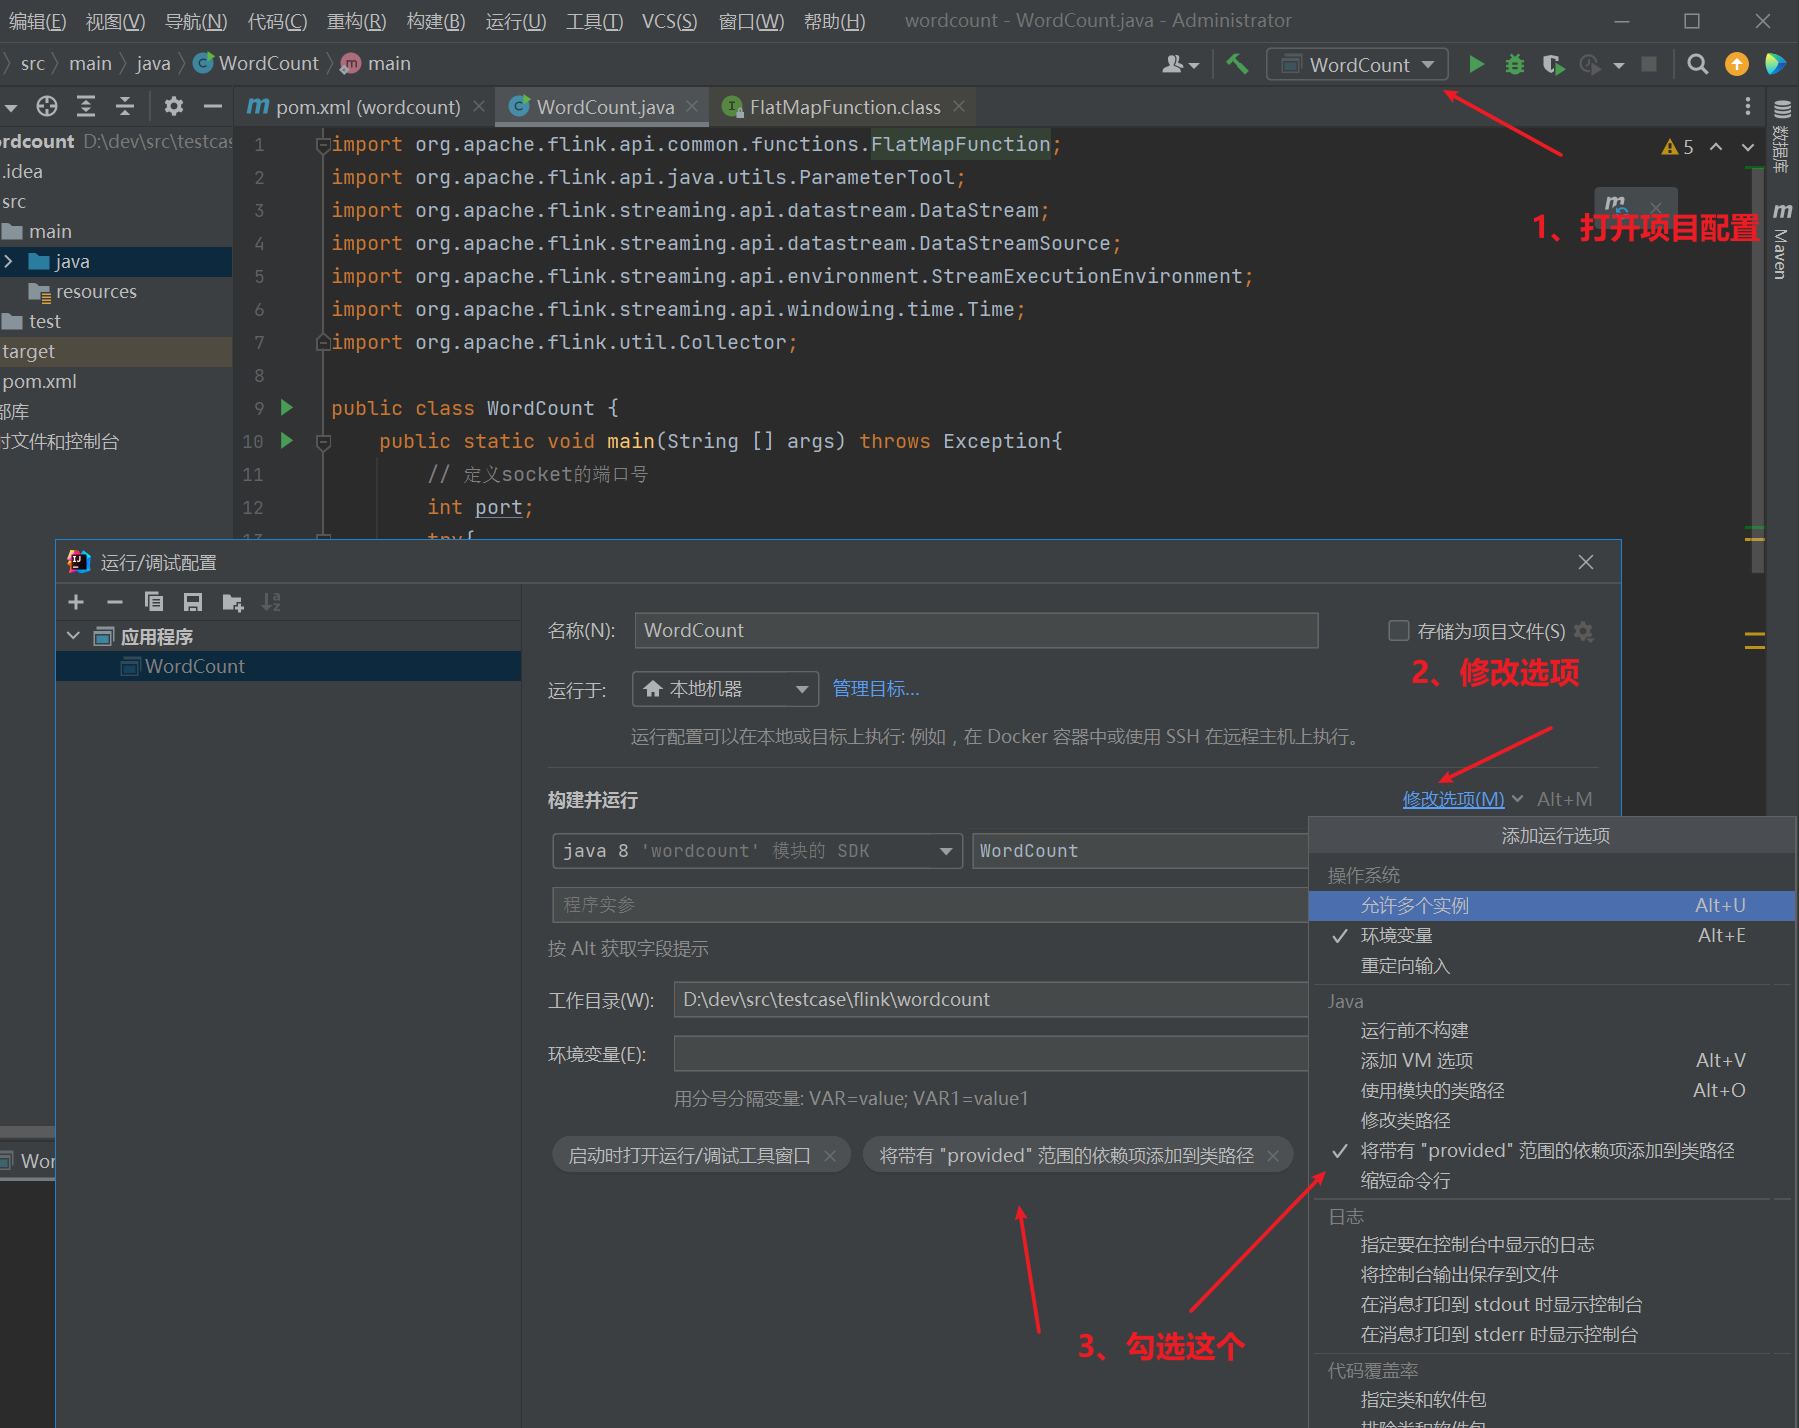 编辑(E) 视图(V) 导航(N) 代码(C) 重构(R) 构建(B) 运行(U) 工具(T) VCS(S) 窗口(W) 帮助(H) wordcount - WordCount.java - Administrator
src main java WordCount main WordCount
pom.xml (wordcount) WordCount.java FlatMapFunction.class
rdcount D:\dev\src\testcas
.idea
src
main
java
resources
test
target
pom.xml
部库
时文件和控制台
1 import org.apache.flink.api.common.functions.FlatMapFunction;
2 import org.apache.flink.api.java.utils.ParameterTool;
3 import org.apache.flink.streaming.api.datastream.DataStream;
4 import org.apache.flink.streaming.api.datastream.DataStreamSource;
5 import org.apache.flink.streaming.api.environment.StreamExecutionEnvironment;
6 import org.apache.flink.streaming.api.windowing.time.Time;
7 import org.apache.flink.util.Collector;
8
9 public class WordCount {
10 public static void main(String [] args) throws Exception{
11 // 定义socket的端口号
12 int port;
13 try{
5
数据库
Maven
1、打开项目配置
运行/调试配置
应用程序
WordCount
名称(N): WordCount 存储为项目文件(S)
2、修改选项
运行于: 本地机器 管理目标...
运行配置可以在本地或目标上执行: 例如，在 Docker 容器中或使用 SSH 在远程主机上执行。
构建并运行 修改选项(M) Alt+M
java 8 'wordcount' 模块的 SDK WordCount
程序实参
按 Alt 获取字段提示
工作目录(W): D:\dev\src\testcase\flink\wordcount
环境变量(E):
用分号分隔变量: VAR=value; VAR1=value1
启动时打开运行/调试工具窗口 将带有 "provided" 范围的依赖项添加到类路径
3、勾选这个
Wor
添加运行选项
操作系统
允许多个实例 Alt+U
环境变量 Alt+E
重定向输入
Java
运行前不构建
添加 VM 选项 Alt+V
使用模块的类路径 Alt+O
修改类路径
将带有 "provided" 范围的依赖项添加到类路径
缩短命令行
日志
指定要在控制台中显示的日志
将控制台输出保存到文件
在消息打印到 stdout 时显示控制台
在消息打印到 stderr 时显示控制台
代码覆盖率
指定类和软件包
排除类和软件包